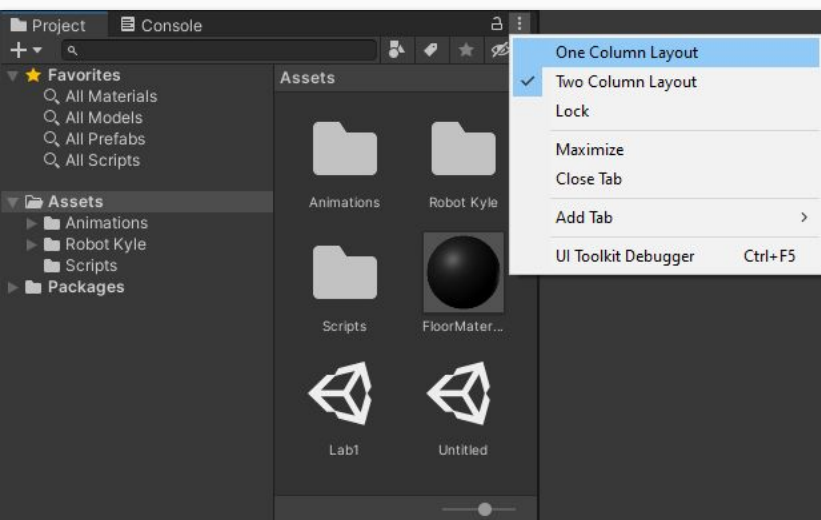 Project
Console
Favorites
All Materials
All Models
All Prefabs
All Scripts
Assets
Animations
Robot Kyle
Scripts
Packages
Assets
Animations
Robot Kyle
Scripts
FloorMater...
Lab1
Untitled
One Column Layout
Two Column Layout
Lock
Maximize
Close Tab
Add Tab
UI Toolkit Debugger Ctrl+F5